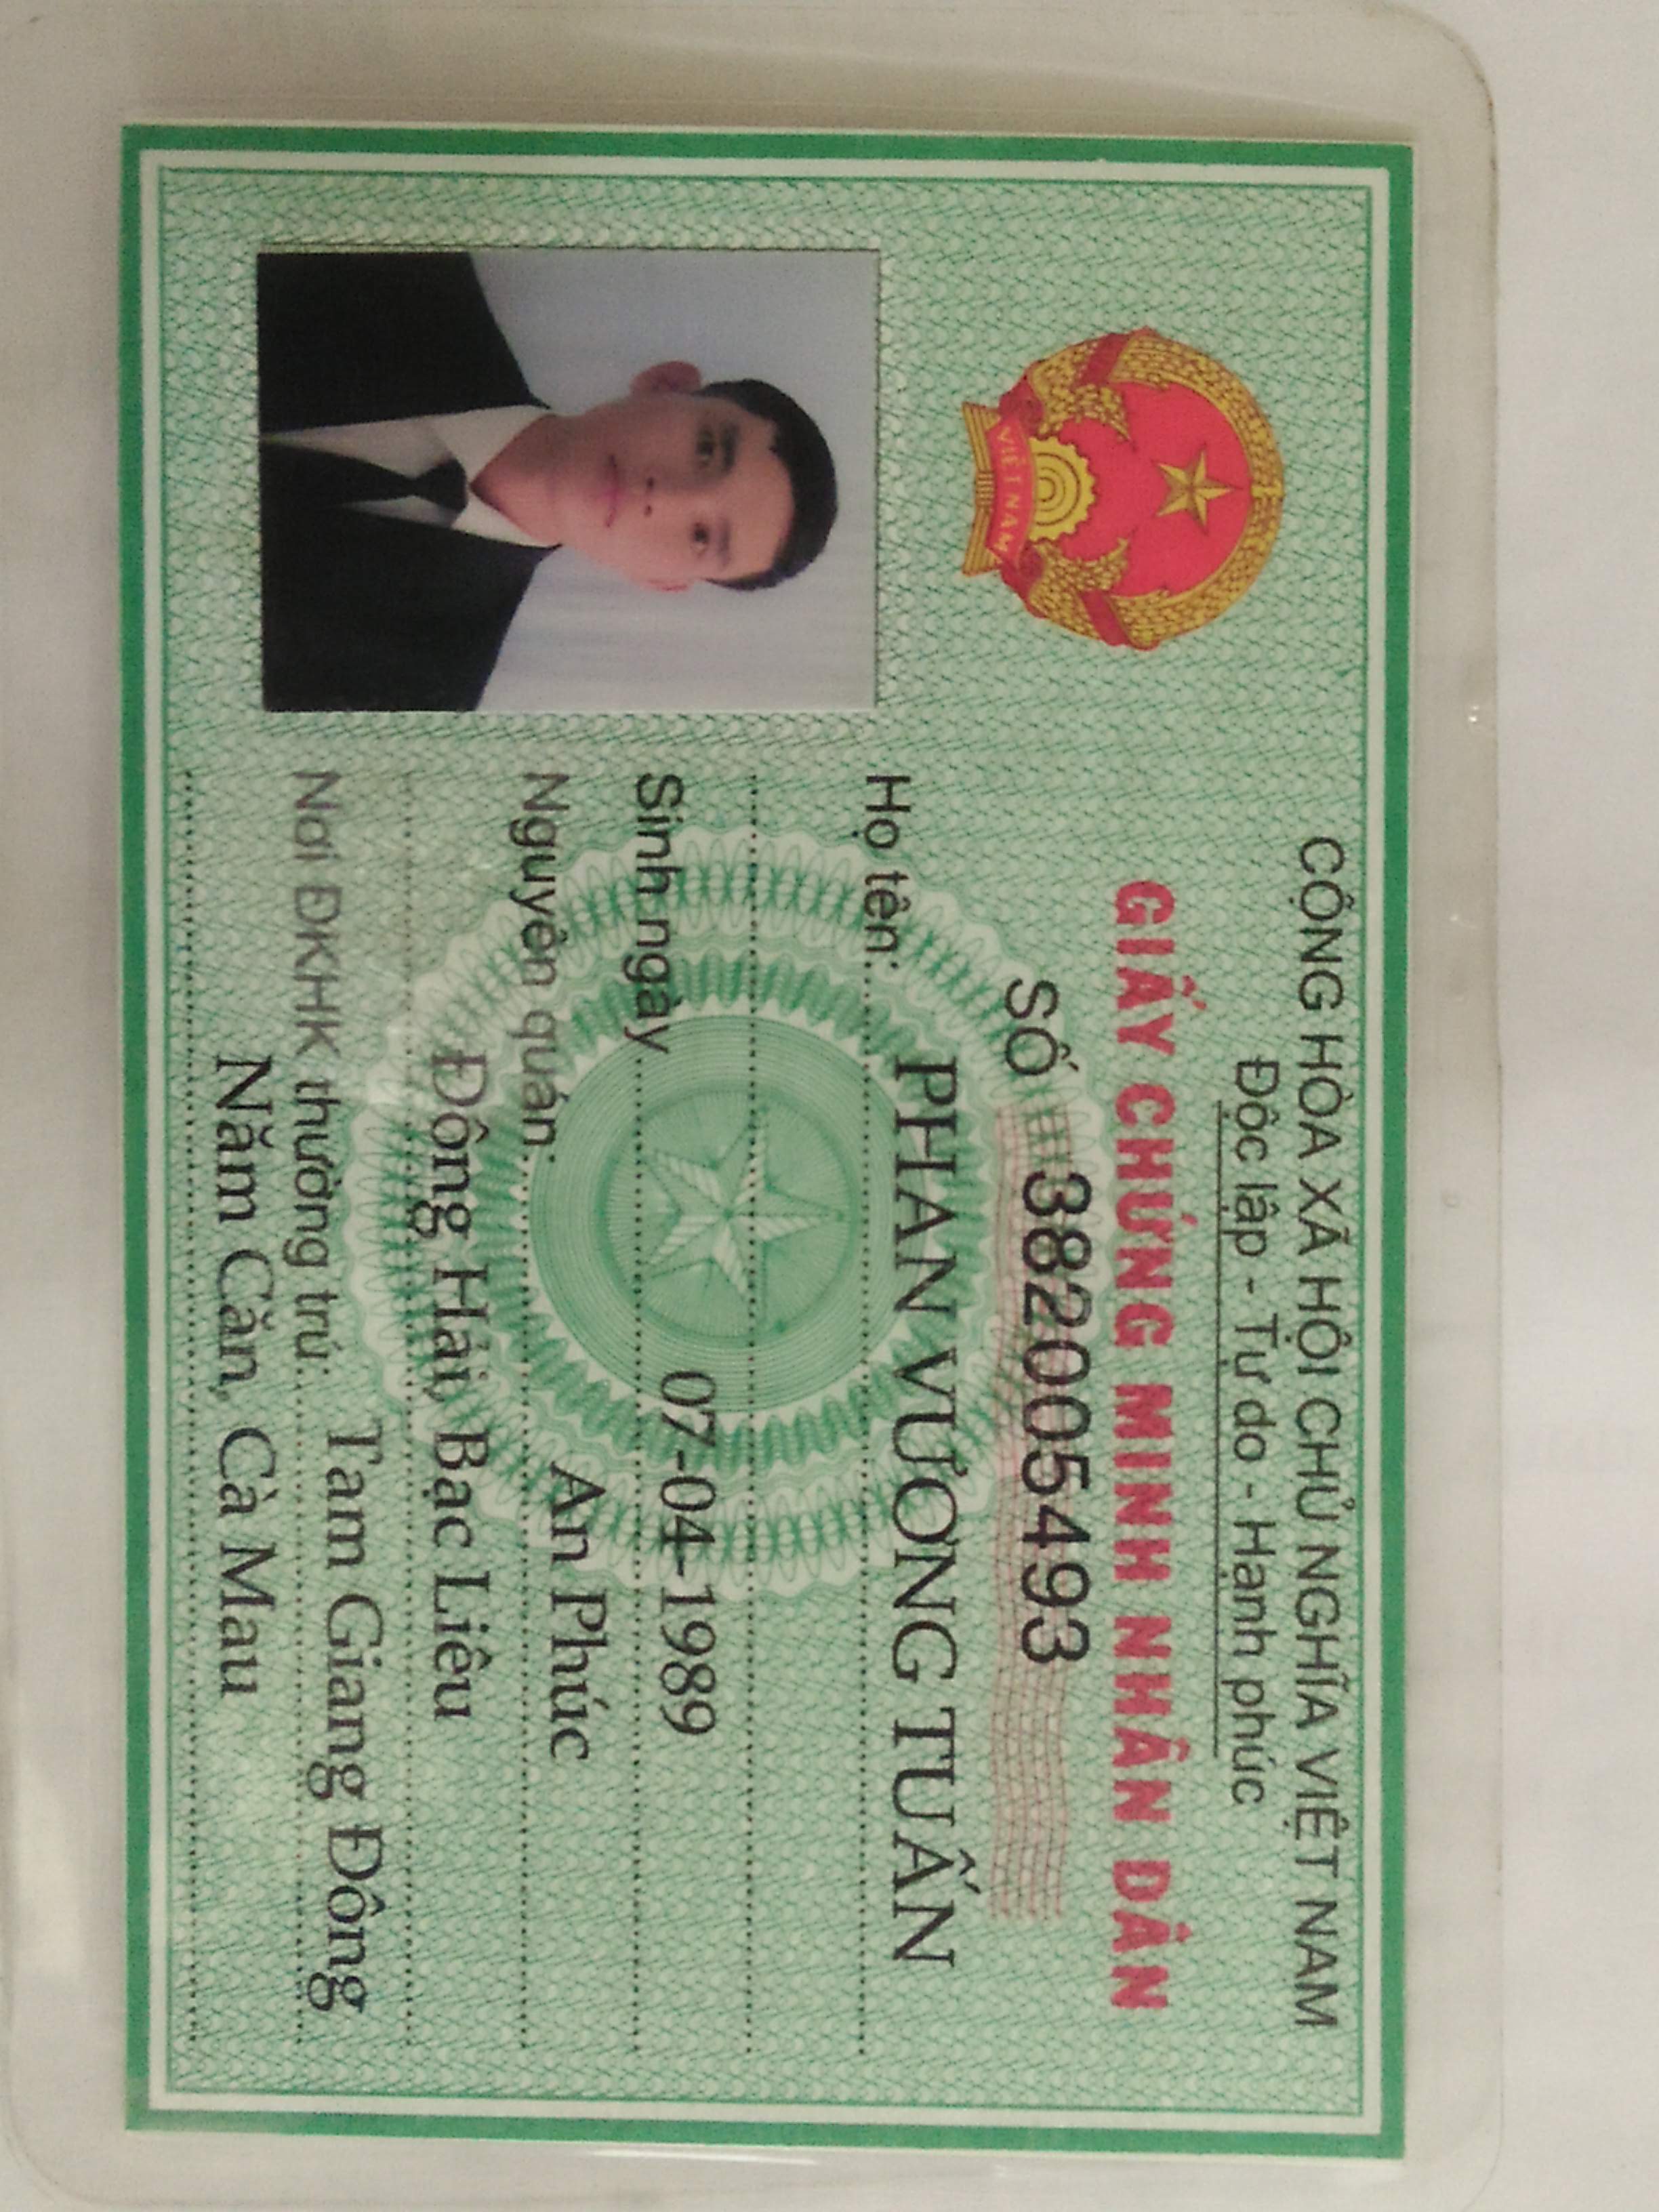 CỘNG HÒA XÃ HỘI CHỦ NGHĨA VIỆT NAM
Độc lập - Tự do - Hạnh phúc
GIẤY CHỨNG MINH NHÂN DÂN
SỐ 382005493
Họ tên: PHAN VƯƠNG TUẤN
Sinh ngày 07-04-1989
Nguyên quán: An Phúc
Đông Hải, Bạc Liêu
Nơi ĐKHK thường trú: Tam Giang Đông
Năm Căn, Cà Mau
VIỆT NAM